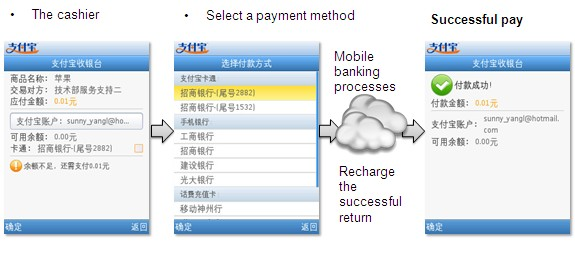 • The cashier
支付宝
支付宝收银台
商品名称: 苹果
交易对方: 技术部服务支持二
应付金额: 0.01元
支付宝账户: sunny_yangl@ho...
可用余额: 0.00元
卡通: 招商银行-(尾号2882)
余额不足，还需支付0.01元
确定 返回
• Select a payment method
支付宝
选择付款方式
支付宝卡通
招商银行-(尾号2882)
招商银行-(尾号1532)
手机银行
工商银行
招商银行
建设银行
光大银行
话费充值卡
移动神州行
确定 返回
Mobile
banking
processes
Recharge
the
successful
return
Successful pay
支付宝
支付宝收银台
付款成功!
付款金额: 0.01元
支付宝账户: sunny_yangl@hotmail.
com
可用余额: 0.00元
确定